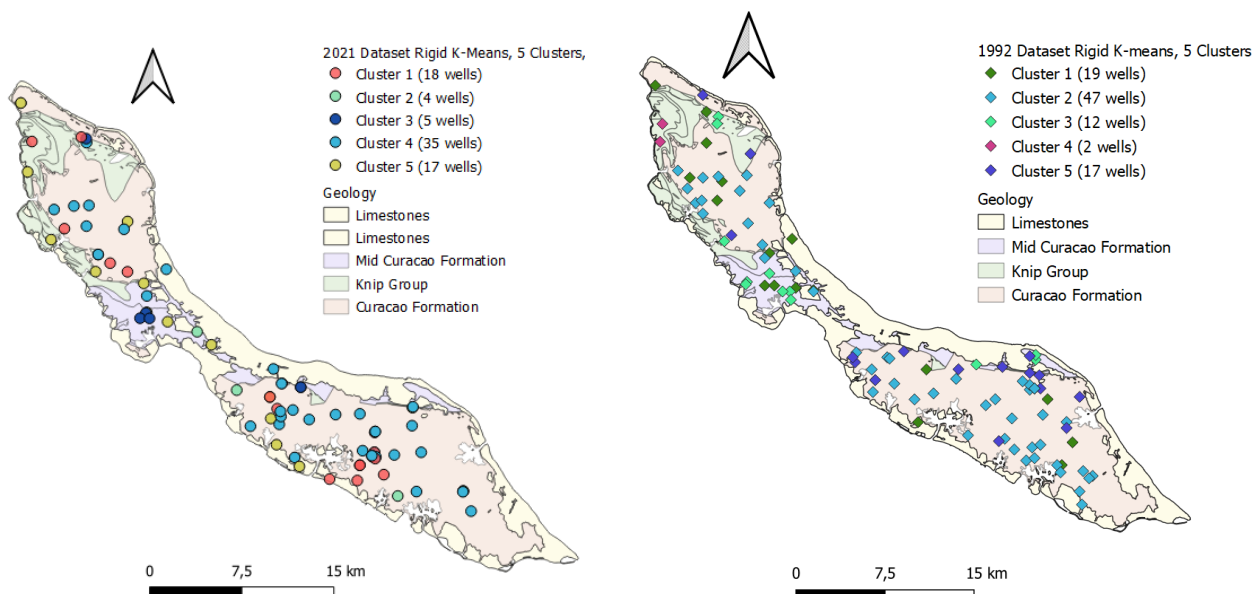 2021 Dataset Rigid K-Means, 5 Clusters,
Cluster 1 (18 wells)
Cluster 2 (4 wells)
Cluster 3 (5 wells)
Cluster 4 (35 wells)
Cluster 5 (17 wells)
Geology
Limestones
Limestones
Mid Curacao Formation
Knip Group
Curacao Formation
0 7,5 15 km
1992 Dataset Rigid K-means, 5 Clusters
Cluster 1 (19 wells)
Cluster 2 (47 wells)
Cluster 3 (12 wells)
Cluster 4 (2 wells)
Cluster 5 (17 wells)
Geology
Limestones
Mid Curacao Formation
Knip Group
Curacao Formation
0 7,5 15 km